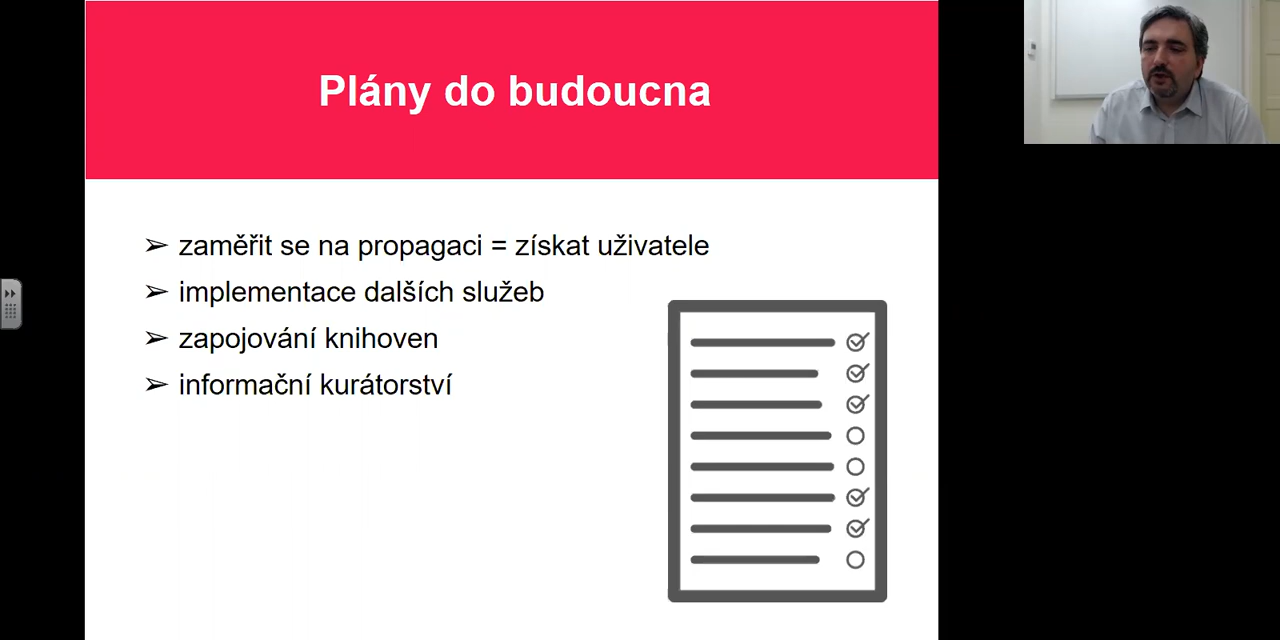 Plány do budoucna
➢ zaměřit se na propagaci = získat uživatele
➢ implementace dalších služeb
➢ zapojování knihoven
➢ informační kurátorství